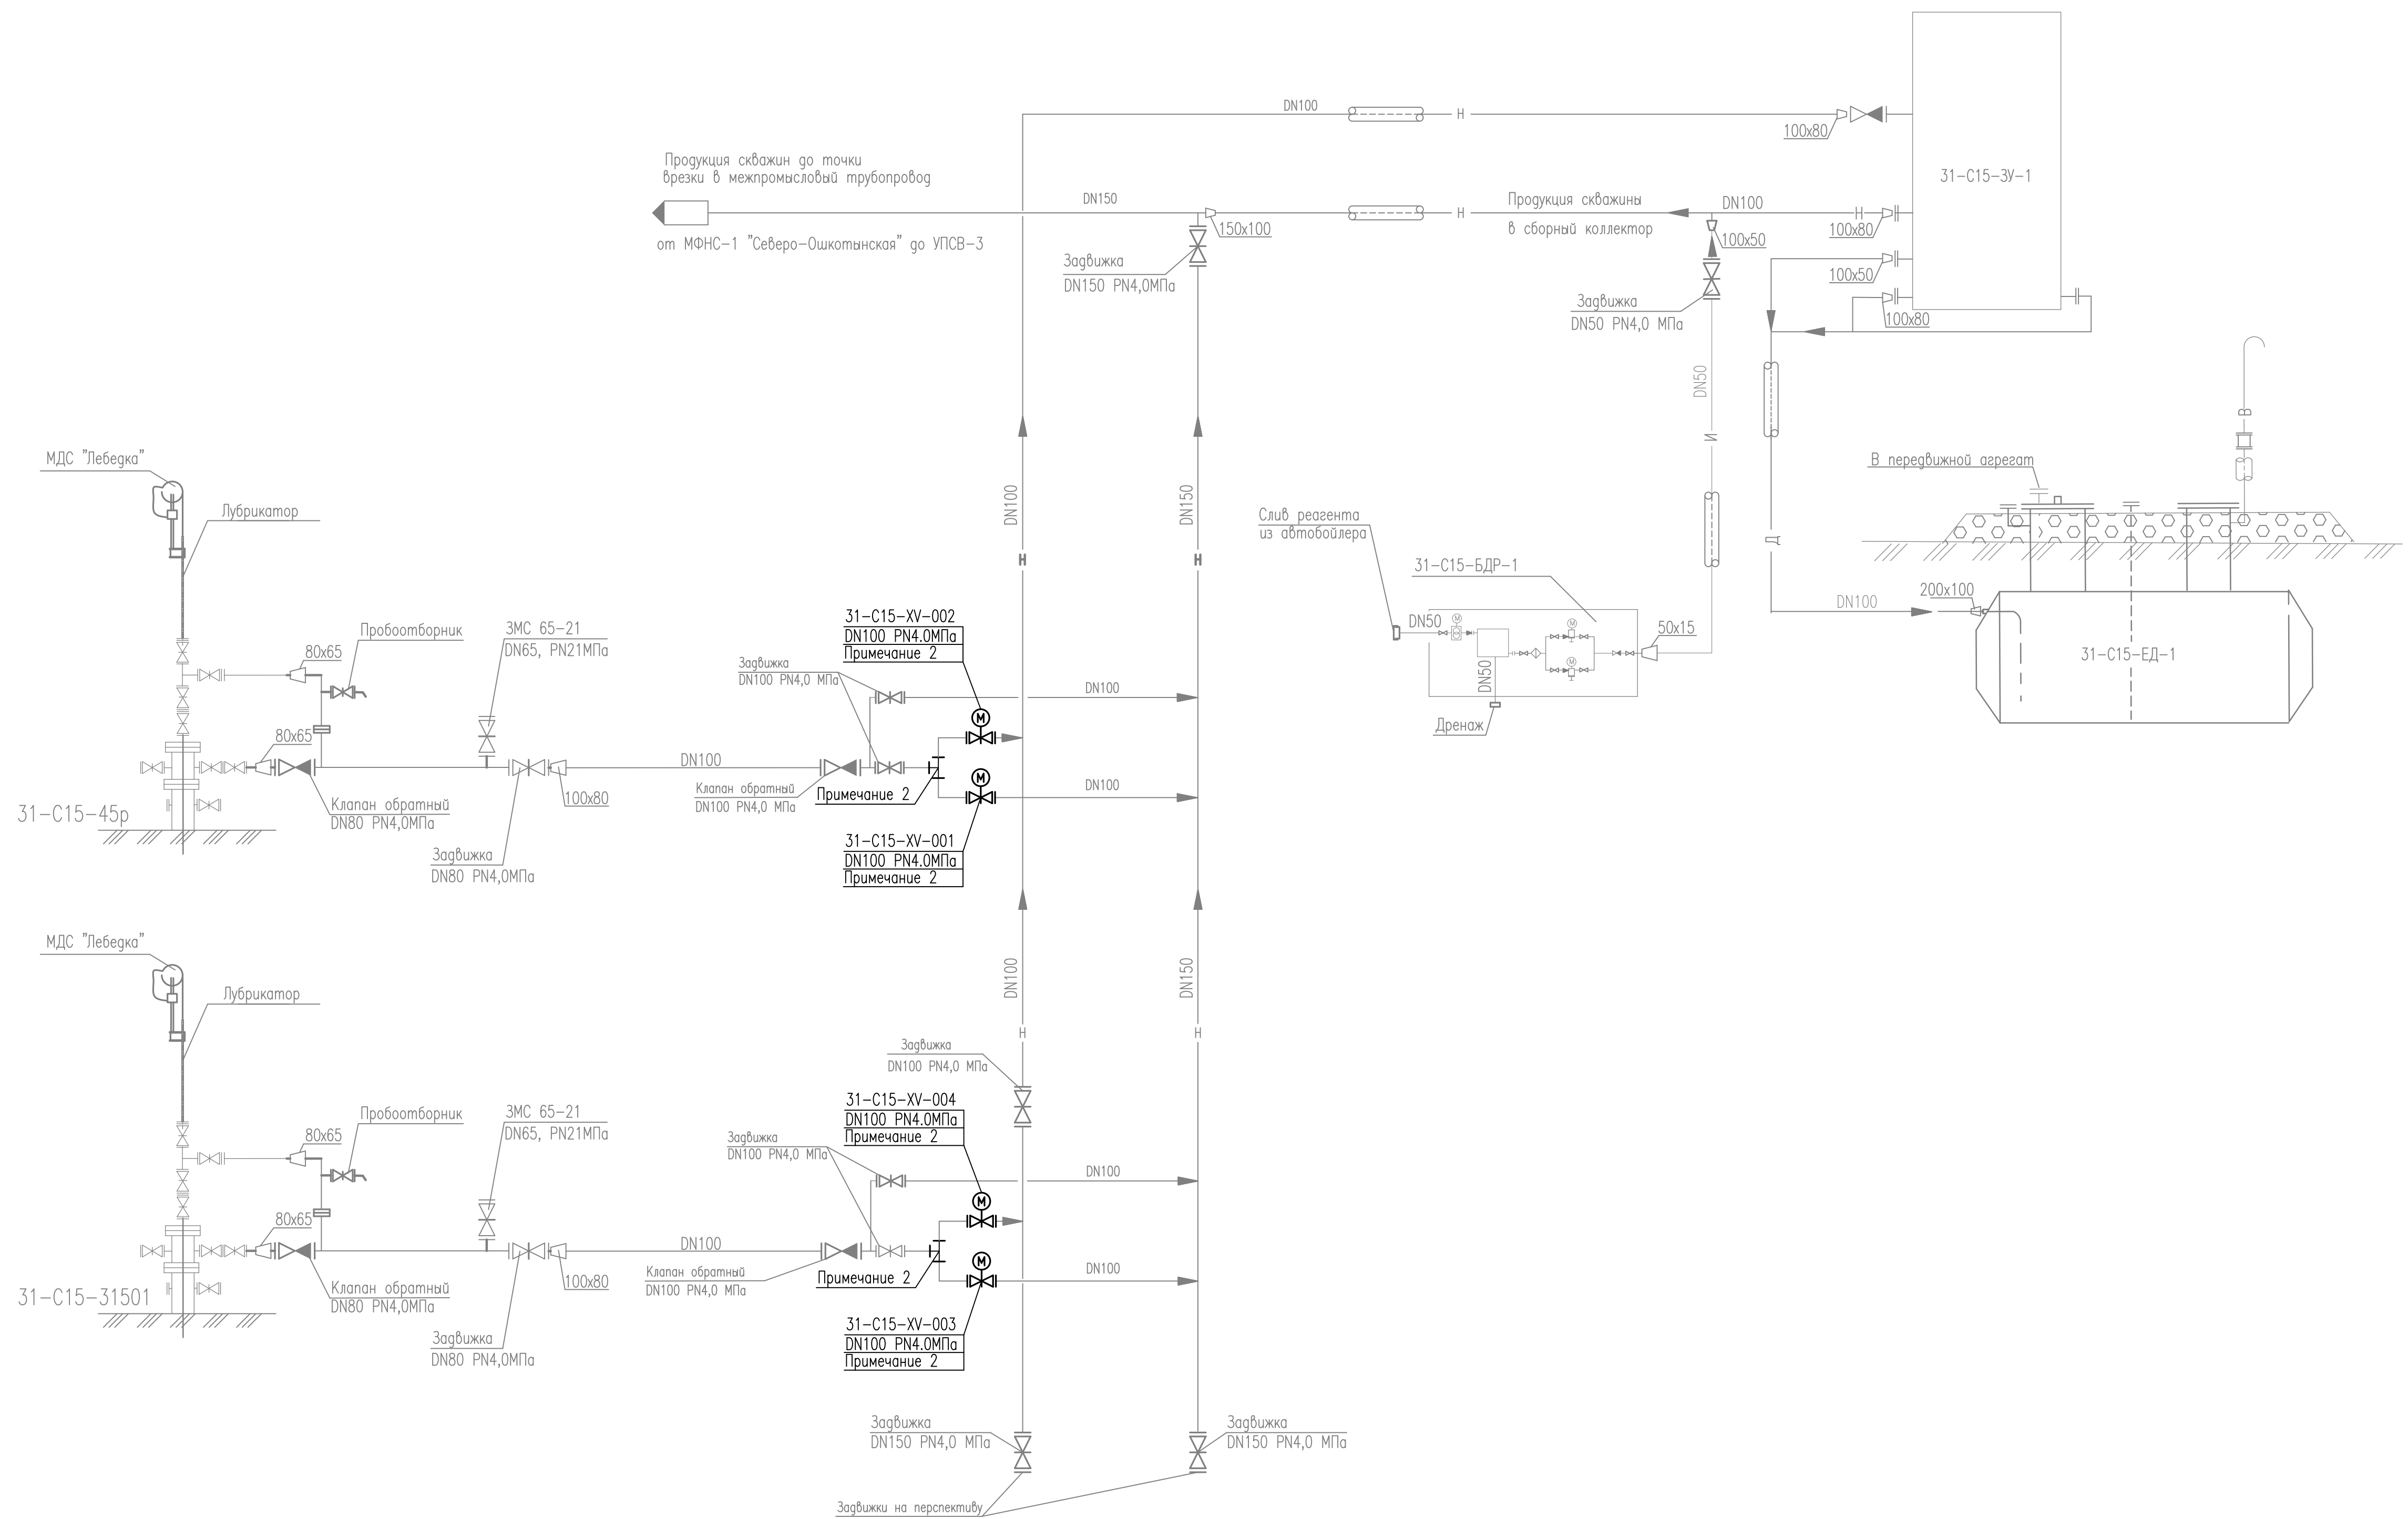 DN100
Н
100х80
31-С15-ЗУ-1
Продукция скважин до точки
врезки в межпромысловый трубопровод
от МФНС-1 "Северо-Ошкотынская" до УПСВ-3
DN150
150х100
Н
Продукция скважины
в сборный коллектор
DN100
Н
100х80
100х50
100х50
100х80
Задвижка
DN150 PN4,0МПа
Задвижка
DN50 PN4,0 МПа
DN50
И
Д
DN100
В
В передвижной агрегат
200х100
31-С15-ЕД-1
Слив реагента
из автобойлера
31-С15-БДР-1
DN50
М
М
М
DN50
50х15
Дренаж
DN100
Н
DN150
Н
МДС "Лебедка"
Лубрикатор
Пробоотборник
80х65
80х65
ЗМС 65-21
DN65, PN21МПа
31-С15-45р
Клапан обратный
DN80 PN4,0МПа
Задвижка
DN80 PN4,0МПа
100х80
DN100
Задвижка
DN100 PN4,0 МПа
Клапан обратный
DN100 PN4,0 МПа
31-С15-XV-002
DN100 PN4.0МПа
Примечание 2
М
DN100
Примечание 2
М
DN100
31-С15-XV-001
DN100 PN4.0МПа
Примечание 2
DN100
Н
DN150
Н
МДС "Лебедка"
Лубрикатор
Пробоотборник
80х65
80х65
ЗМС 65-21
DN65, PN21МПа
31-С15-31501
Клапан обратный
DN80 PN4,0МПа
Задвижка
DN80 PN4,0МПа
100х80
DN100
Задвижка
DN100 PN4,0 МПа
Задвижка
DN100 PN4,0 МПа
Клапан обратный
DN100 PN4,0 МПа
31-С15-XV-004
DN100 PN4.0МПа
Примечание 2
М
DN100
Примечание 2
М
DN100
31-С15-XV-003
DN100 PN4.0МПа
Примечание 2
Задвижка
DN150 PN4,0 МПа
Задвижка
DN150 PN4,0 МПа
Задвижки на перспективу